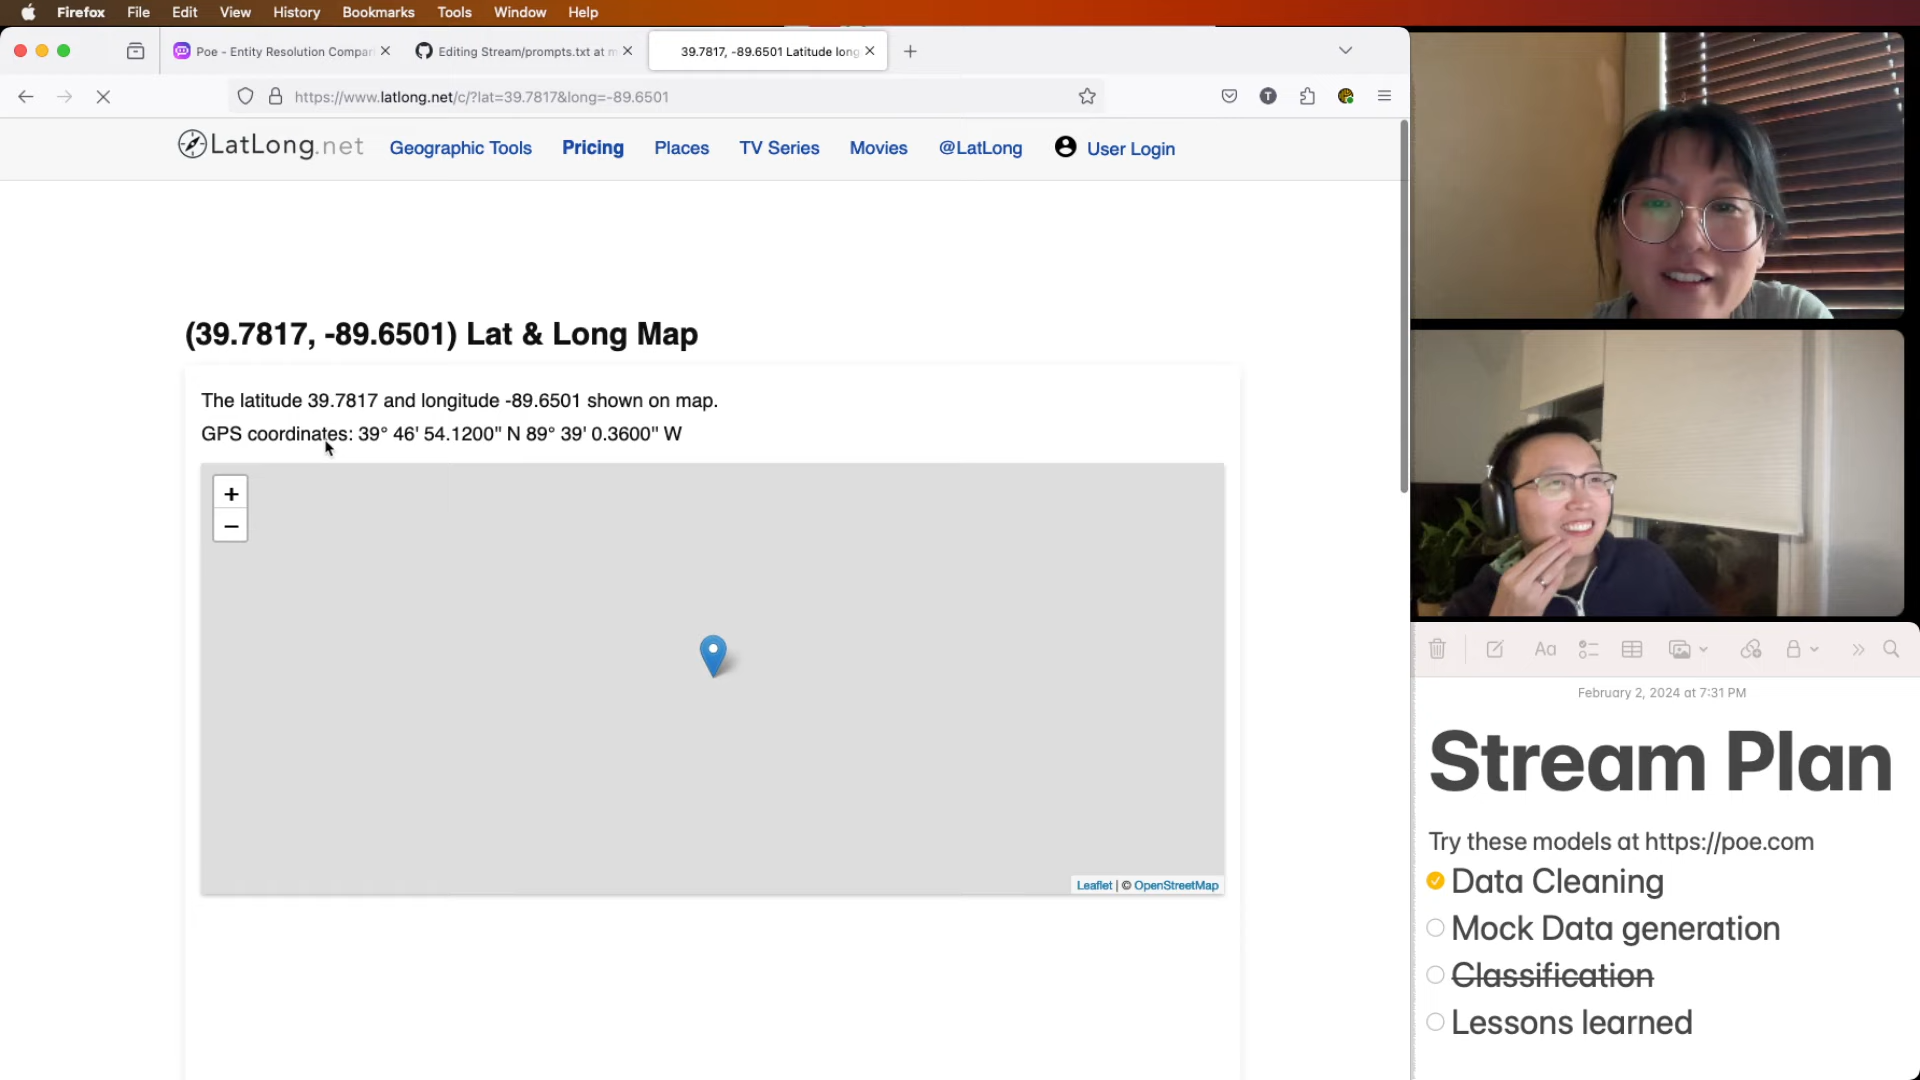 Firefox File Edit View History Bookmarks Tools Window Help
Poe - Entity Resolution Compar
Editing Stream/prompts.txt at m
39.7817, -89.6501 Latitude long
https://www.latlong.net/c/?lat=39.7817&long=-89.6501
T
LatLong.net
Geographic Tools Pricing Places TV Series Movies @LatLong User Login
(39.7817, -89.6501) Lat & Long Map
The latitude 39.7817 and longitude -89.6501 shown on map.
GPS coordinates: 39° 46' 54.1200" N 89° 39' 0.3600" W
+
−
Leaflet | © OpenStreetMap
Aa
February 2, 2024 at 7:31 PM
Stream Plan
Try these models at https://poe.com
Data Cleaning
Mock Data generation
Classification
Lessons learned